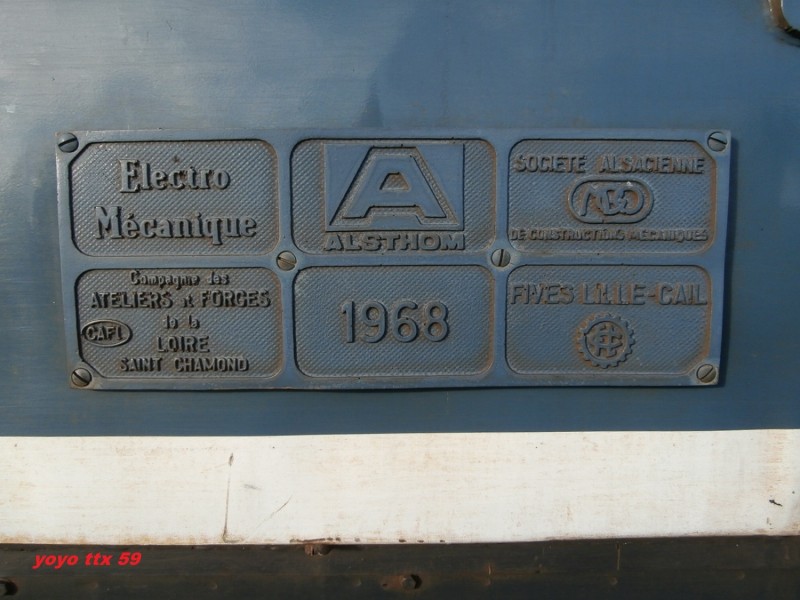 Electro
Mécanique
A
ALSTHOM
SOCIETE ALSACIENNE
DE CONSTRUCTIONS MECANIQUES
Compagnie des
ATELIERS et FORGES
de la
LOIRE
SAINT CHAMOND
CAFL
1968
FIVES LILLE-CAIL
yoyo ttx 59